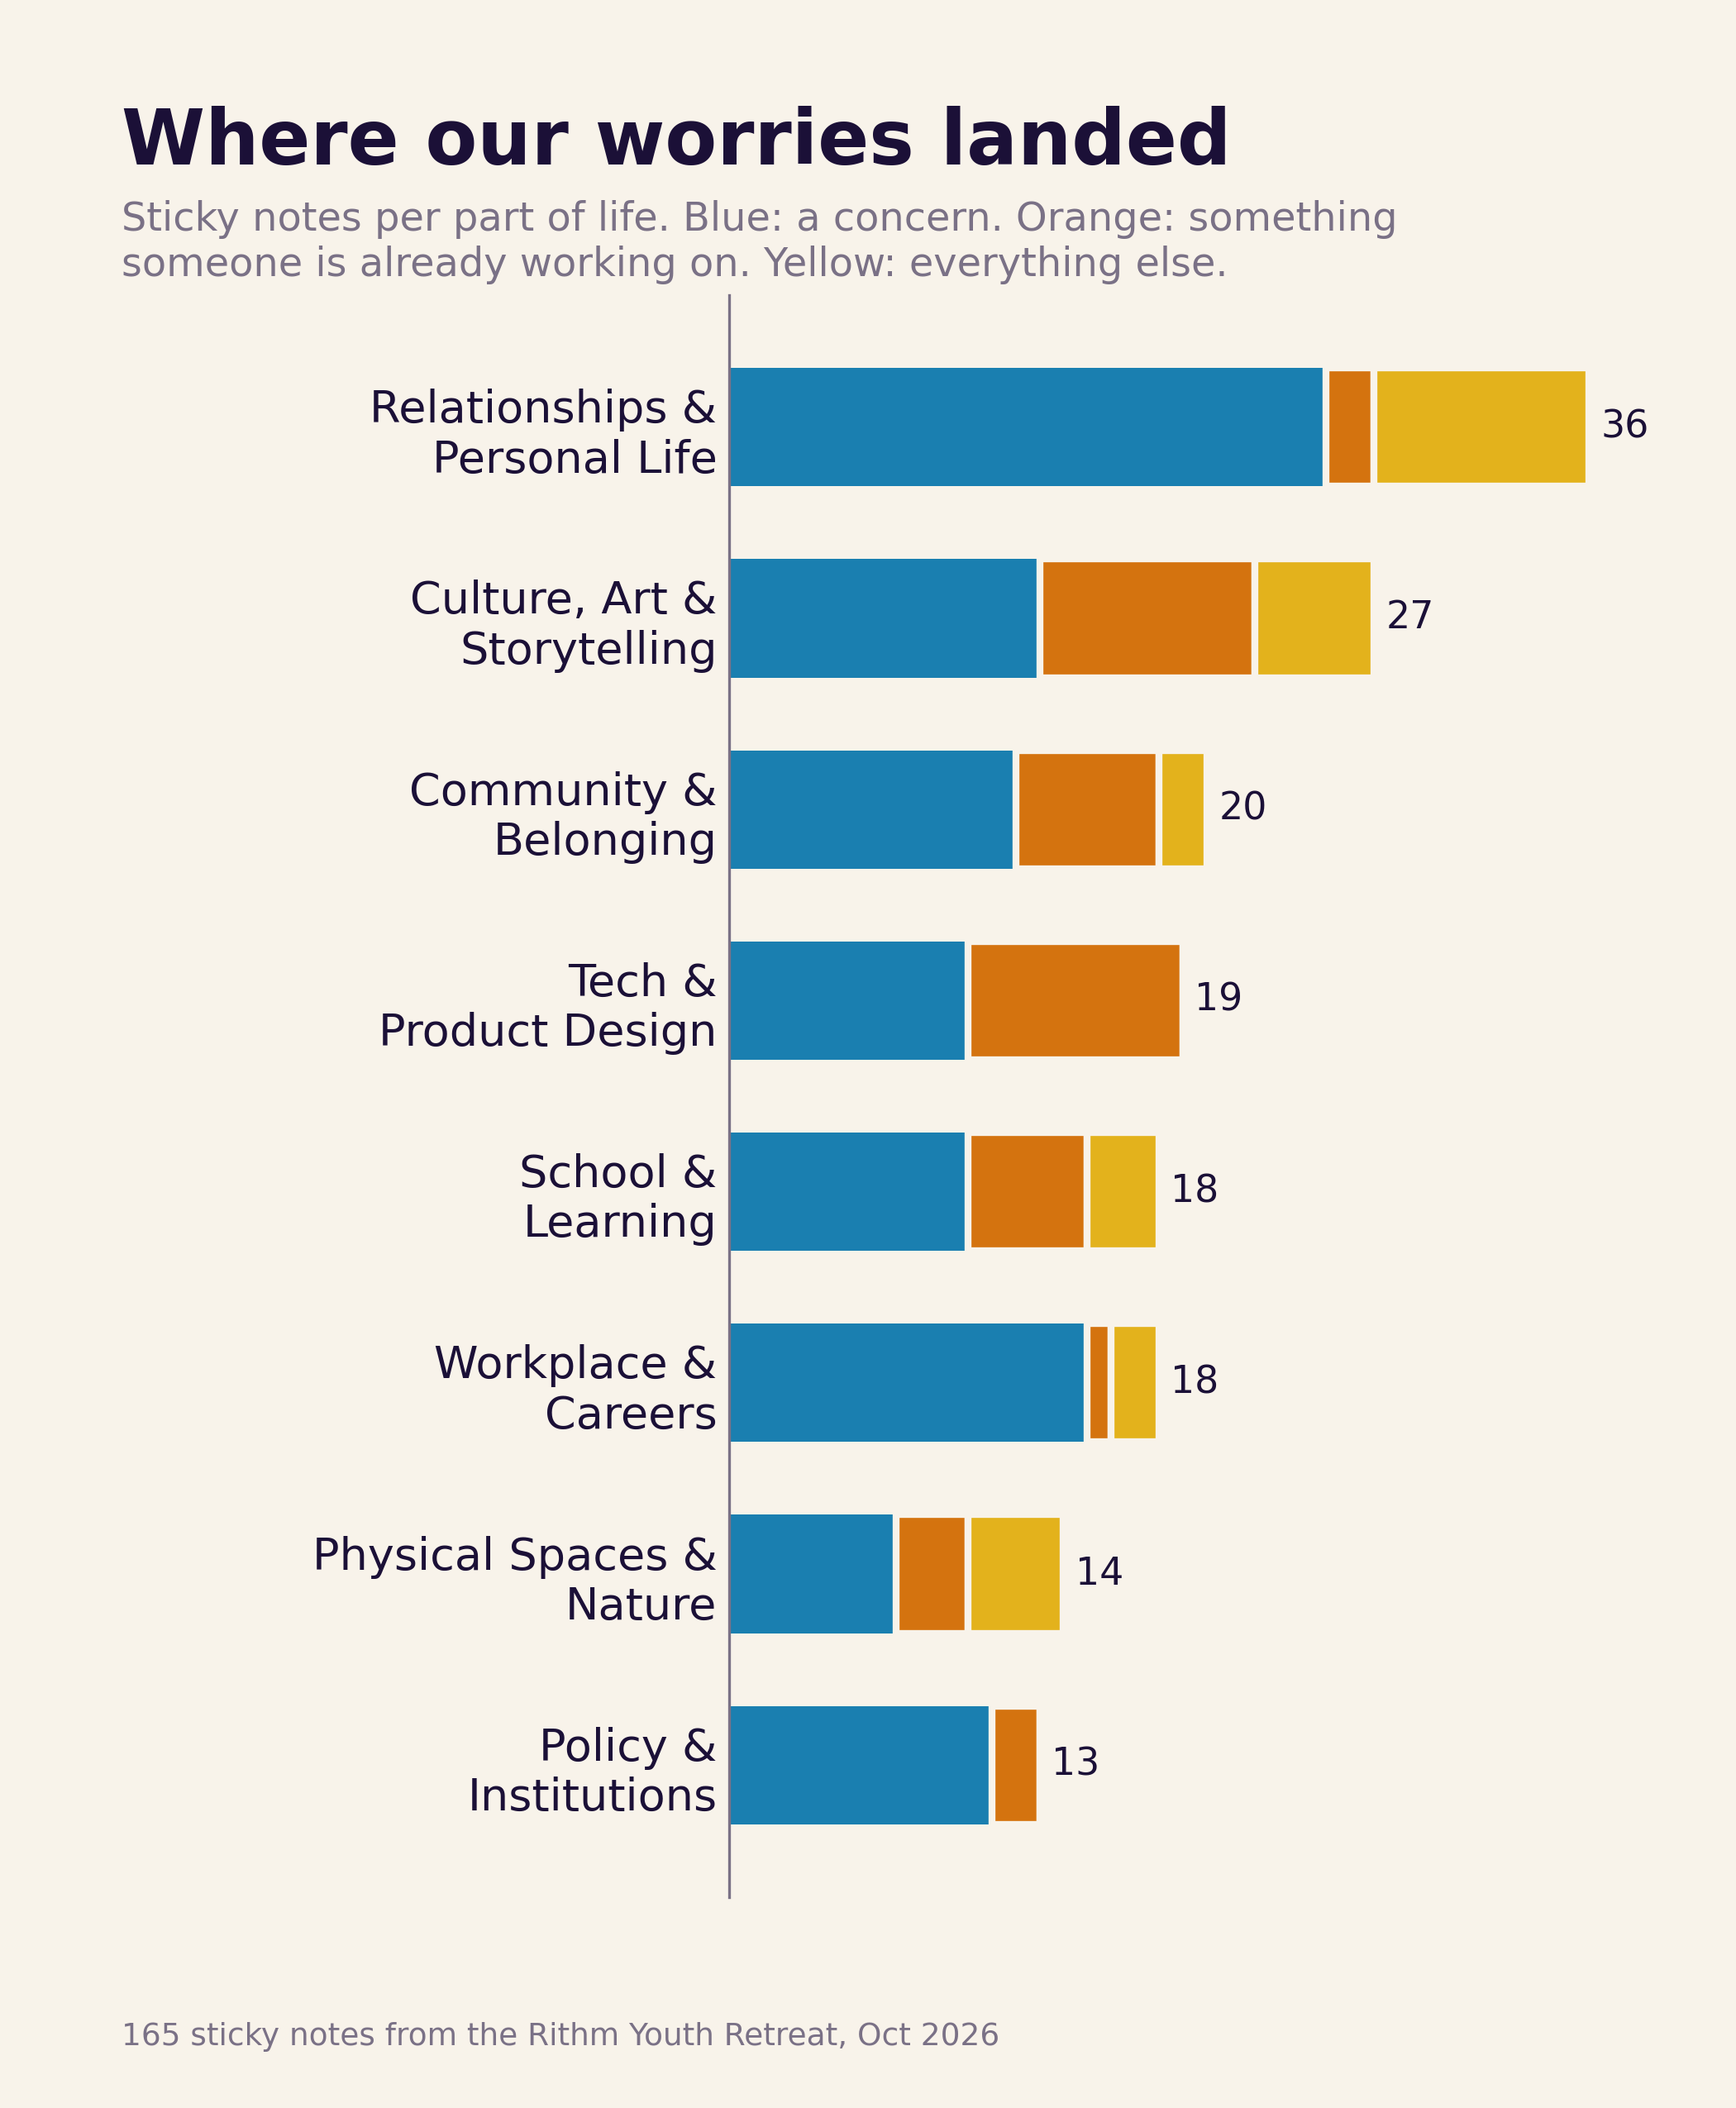 Where our worries landed
Sticky notes per part of life. Blue: a concern. Orange: something
someone is already working on. Yellow: everything else.
Relationships &
Personal Life
36
Culture, Art &
Storytelling
27
Community &
Belonging
20
Tech &
Product Design
19
School &
Learning
18
Workplace &
Careers
18
Physical Spaces &
Nature
14
Policy &
Institutions
13
165 sticky notes from the Rithm Youth Retreat, Oct 2026